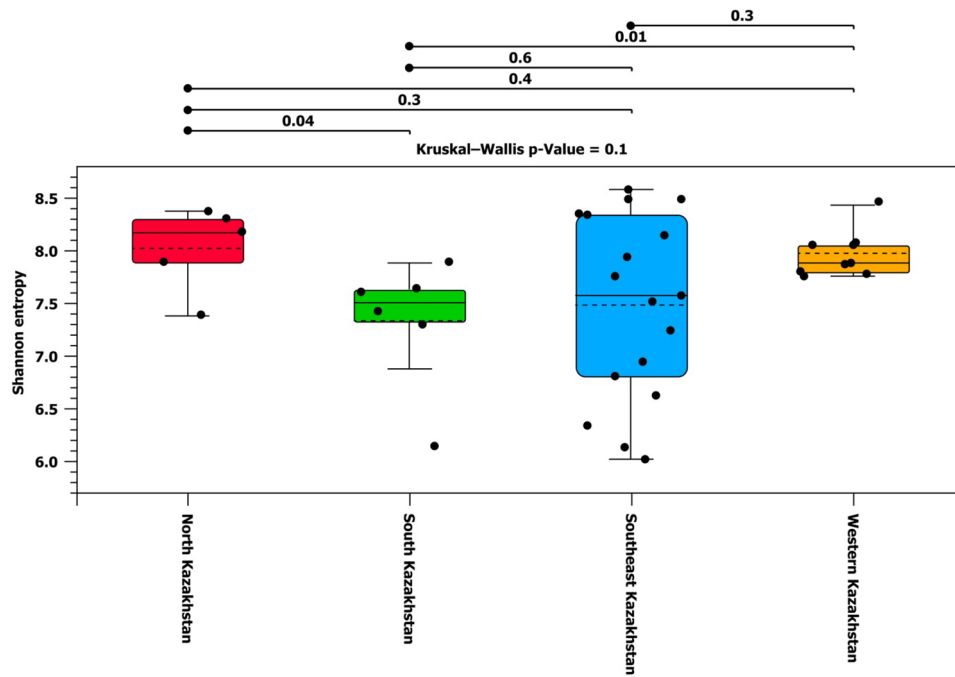 0.3
0.01
0.6
0.4
0.3
0.04
Kruskal–Wallis p-Value = 0.1
Shannon entropy
8.5
8.0
7.5
7.0
6.5
6.0
North Kazakhstan
South Kazakhstan
Southeast Kazakhstan
Western Kazakhstan